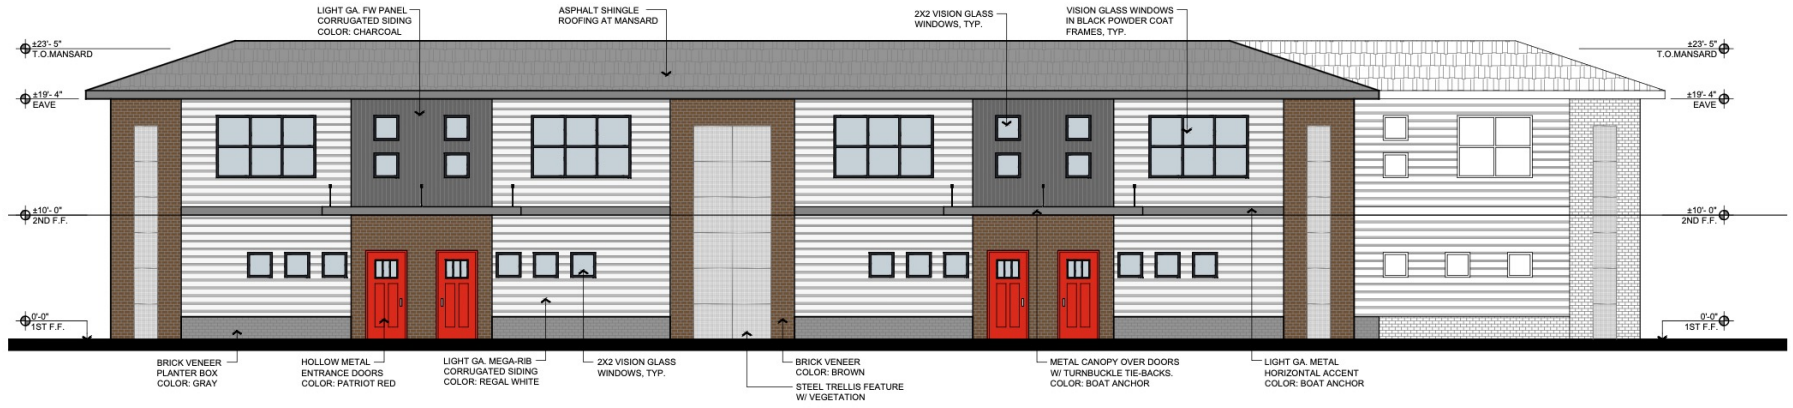 LIGHT GA. FW PANEL
CORRUGATED SIDING
COLOR: CHARCOAL
ASPHALT SHINGLE
ROOFING AT MANSARD
2X2 VISION GLASS
WINDOWS, TYP.
VISION GLASS WINDOWS
IN BLACK POWDER COAT
FRAMES, TYP.
±23'- 5"
T.O.MANSARD
±23'- 5"
T.O.MANSARD
±19'- 4"
EAVE
±19'- 4"
EAVE
±10'- 0"
2ND F.F.
±10'- 0"
2ND F.F.
0'-0"
1ST F.F.
0'-0"
1ST F.F.
BRICK VENEER
PLANTER BOX
COLOR: GRAY
HOLLOW METAL
ENTRANCE DOORS
COLOR: PATRIOT RED
LIGHT GA. MEGA-RIB
CORRUGATED SIDING
COLOR: REGAL WHITE
2X2 VISION GLASS
WINDOWS, TYP.
BRICK VENEER
COLOR: BROWN
STEEL TRELLIS FEATURE
W/ VEGETATION
METAL CANOPY OVER DOORS
W/ TURNBUCKLE TIE-BACKS.
COLOR: BOAT ANCHOR
LIGHT GA. METAL
HORIZONTAL ACCENT
COLOR: BOAT ANCHOR